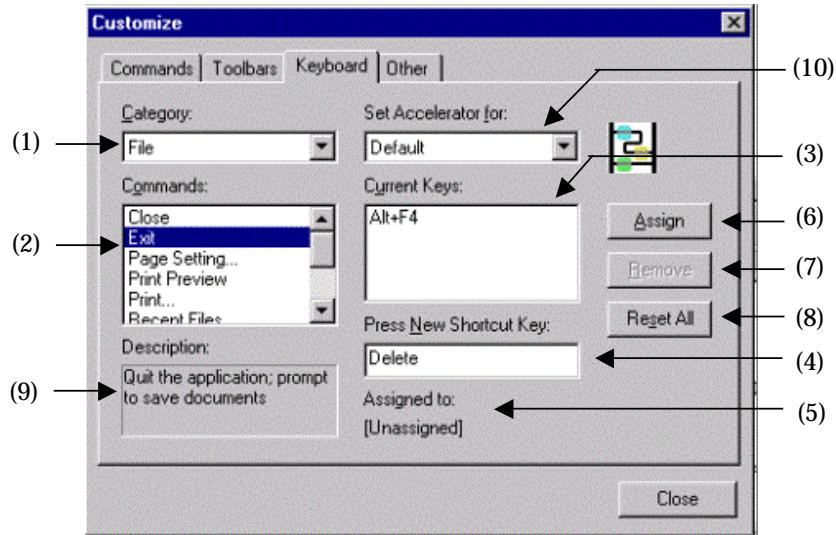 Customize
Commands Toolbars Keyboard Other
(10)
Category:
Set Accelerator for:
(1)
File
Default
(3)
Commands:
Current Keys:
Close
Exit
Page Setting...
Print Preview
Print...
Recent Files
(2)
Alt+F4
Assign
(6)
Remove
(7)
Reset All
(8)
Press New Shortcut Key:
Delete
(4)
Description:
Quit the application; prompt
to save documents
(9)
Assigned to:
[Unassigned]
(5)
Close